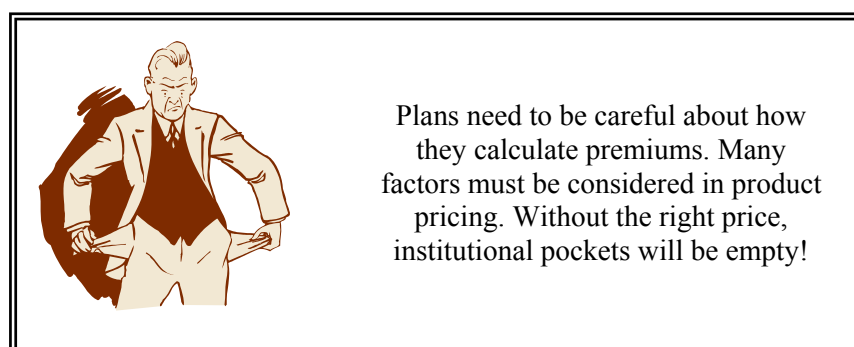 Plans need to be careful about how
they calculate premiums. Many
factors must be considered in product
pricing. Without the right price,
institutional pockets will be empty!